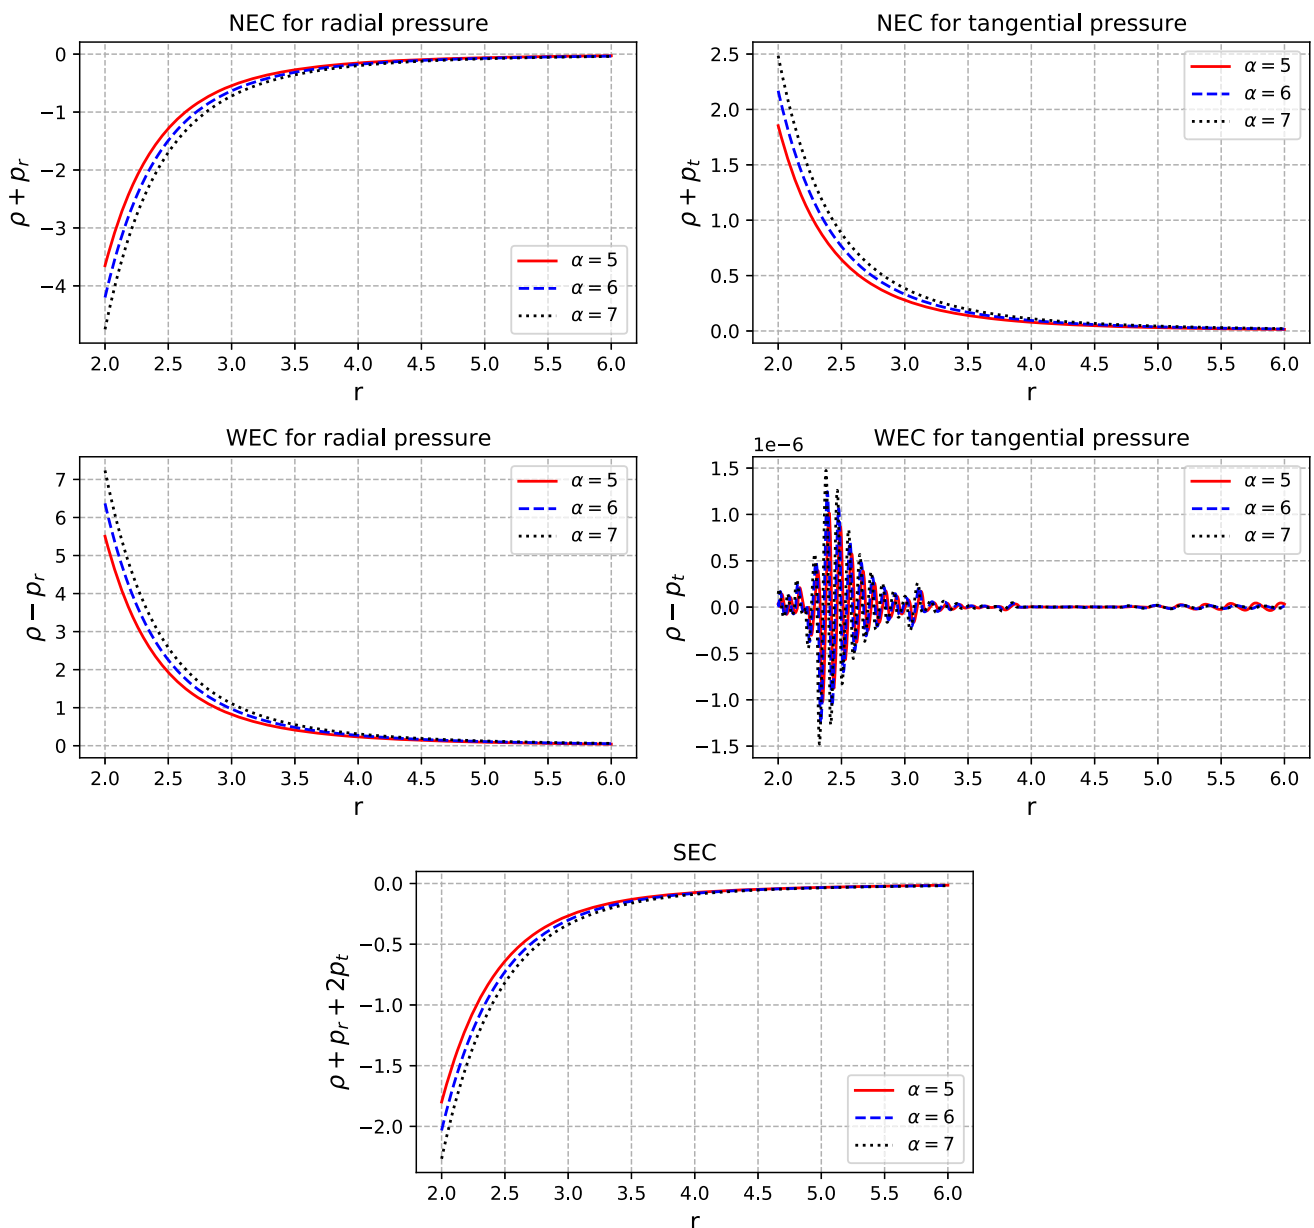 NEC for radial pressure
0
−1
−2
−3
−4
ρ + p_r
α = 5
α = 6
α = 7
2.0 2.5 3.0 3.5 4.0 4.5 5.0 5.5 6.0
r
NEC for tangential pressure
2.5
2.0
1.5
1.0
0.5
0.0
ρ + p_t
α = 5
α = 6
α = 7
2.0 2.5 3.0 3.5 4.0 4.5 5.0 5.5 6.0
r
WEC for radial pressure
7
6
5
4
3
2
1
0
ρ − p_r
α = 5
α = 6
α = 7
2.0 2.5 3.0 3.5 4.0 4.5 5.0 5.5 6.0
r
WEC for tangential pressure
1e−6
1.5
1.0
0.5
0.0
−0.5
−1.0
−1.5
ρ − p_t
α = 5
α = 6
α = 7
2.0 2.5 3.0 3.5 4.0 4.5 5.0 5.5 6.0
r
SEC
0.0
−0.5
−1.0
−1.5
−2.0
ρ + p_r + 2p_t
α = 5
α = 6
α = 7
2.0 2.5 3.0 3.5 4.0 4.5 5.0 5.5 6.0
r